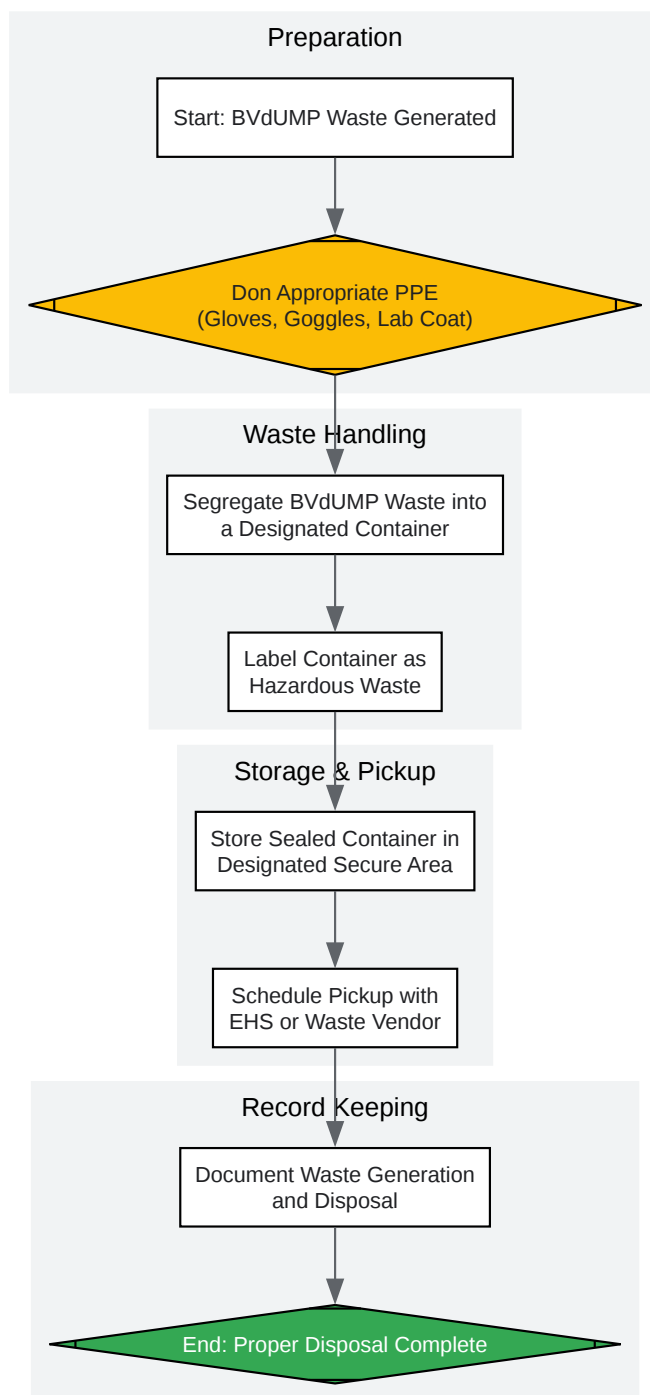 Preparation
Start: BVdUMP Waste Generated
Don Appropriate PPE
(Gloves, Goggles, Lab Coat)
Waste Handling
Segregate BVdUMP Waste into
a Designated Container
Label Container as
Hazardous Waste
Storage & Pickup
Store Sealed Container in
Designated Secure Area
Schedule Pickup with
EHS or Waste Vendor
Record Keeping
Document Waste Generation
and Disposal
End: Proper Disposal Complete